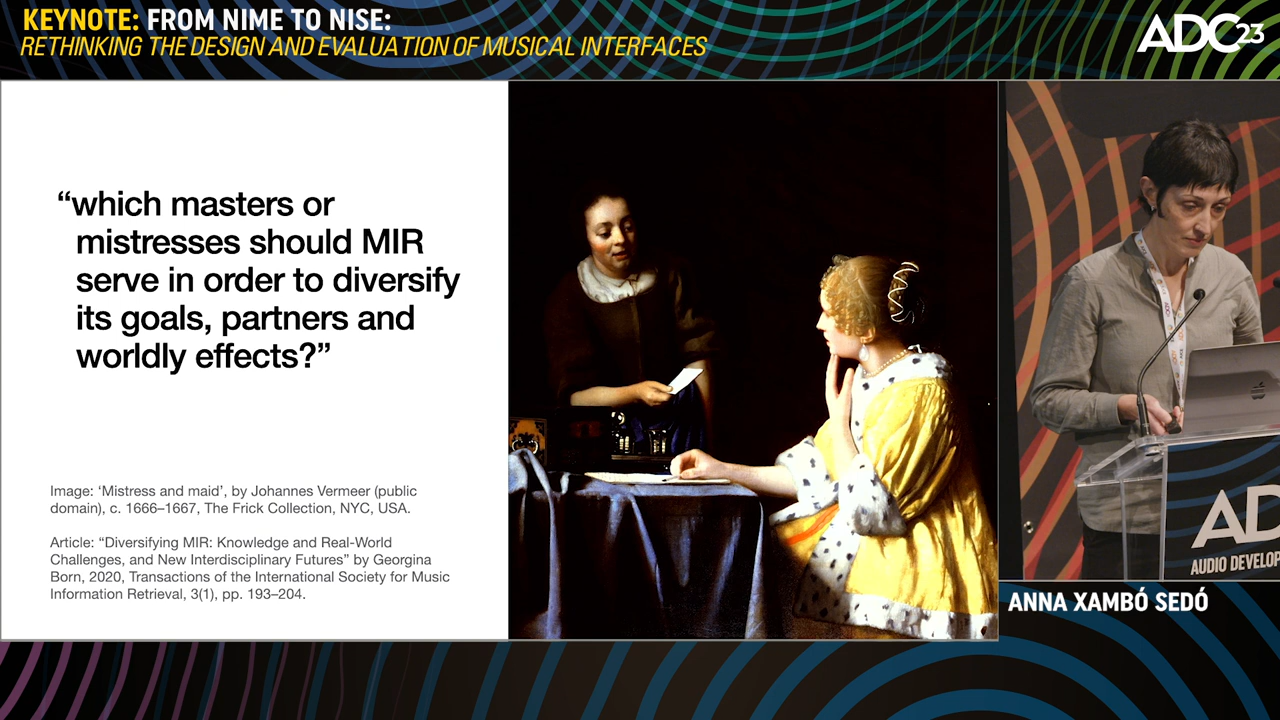 KEYNOTE: FROM NIME TO NISE:
RETHINKING THE DESIGN AND EVALUATION OF MUSICAL INTERFACES
ADC23
“which masters or
mistresses should MIR
serve in order to diversify
its goals, partners and
worldly effects?”
Image: ‘Mistress and maid’, by Johannes Vermeer (public
domain), c. 1666–1667, The Frick Collection, NYC, USA.
Article: “Diversifying MIR: Knowledge and Real-World
Challenges, and New Interdisciplinary Futures” by Georgina
Born, 2020, Transactions of the International Society for Music
Information Retrieval, 3(1), pp. 193–204.
AD
AUDIO DEVELOP
ANNA XAMBÓ SEDÓ